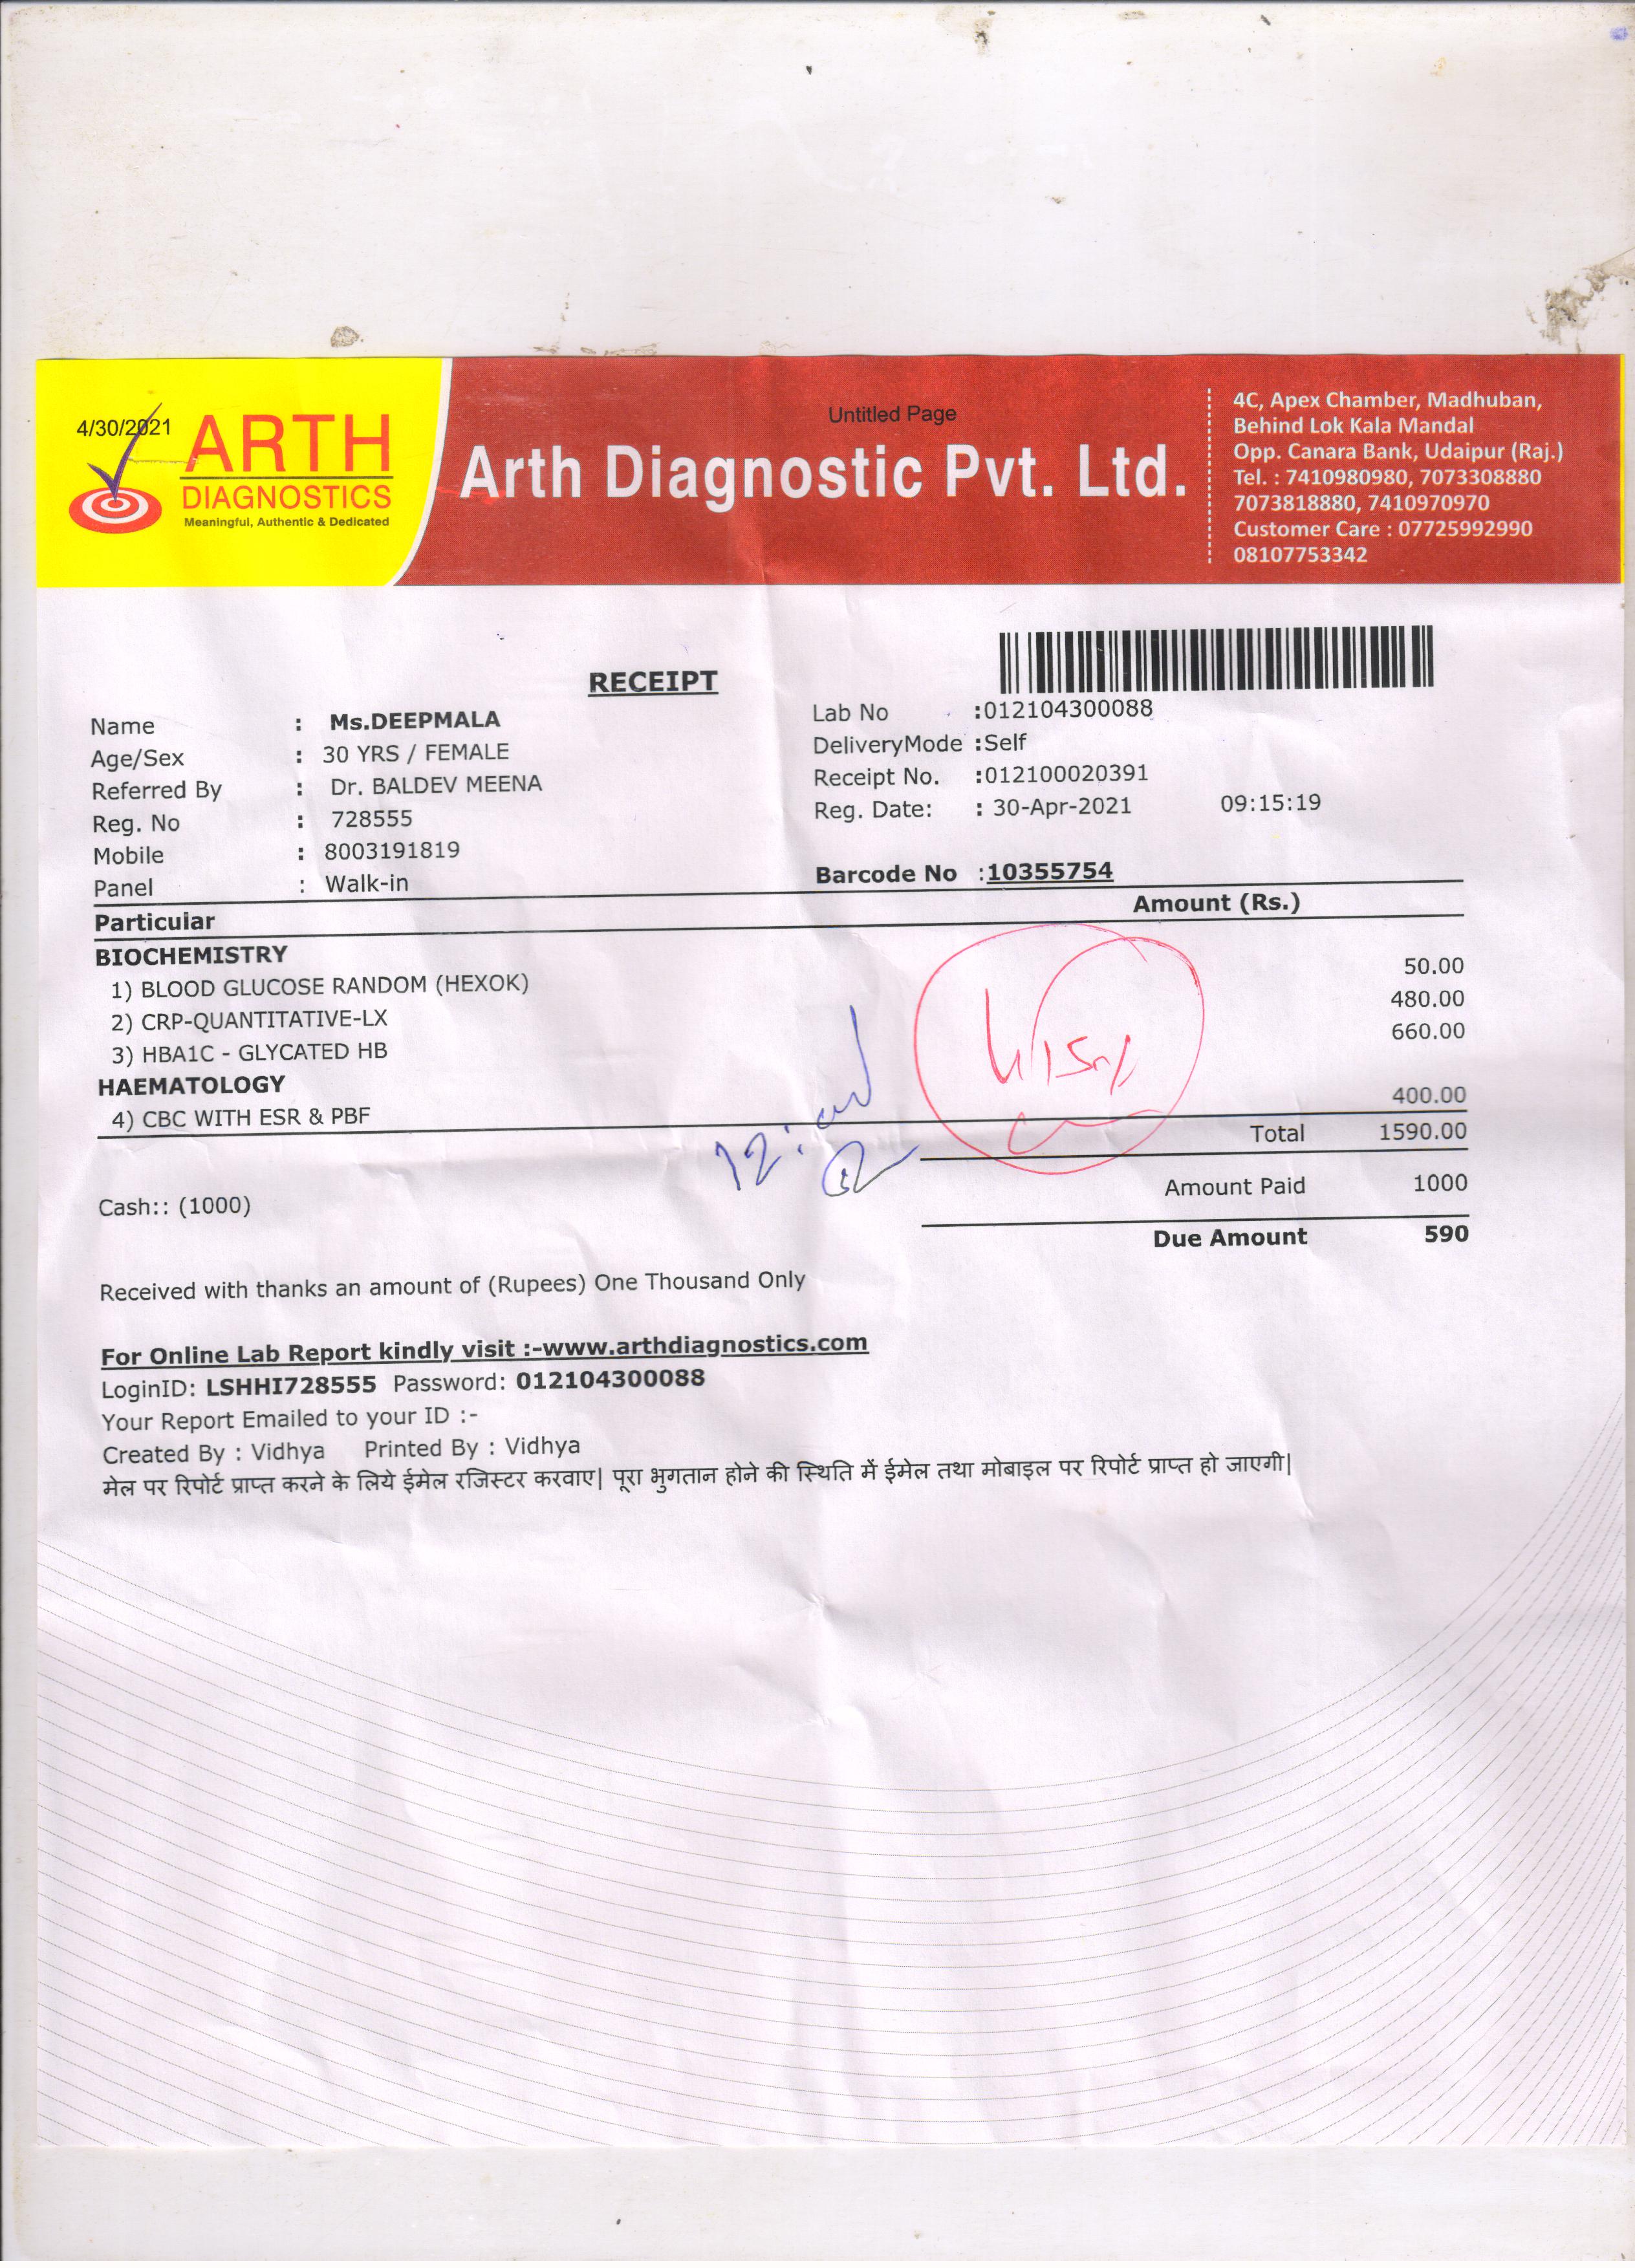 4/30/2021
Untitled Page
ARTH
DIAGNOSTICS
Meaningful, Authentic & Dedicated
Arth Diagnostic Pvt. Ltd.
4C, Apex Chamber, Madhuban,
Behind Lok Kala Mandal
Opp. Canara Bank, Udaipur (Raj.)
Tel. : 7410980980, 7073308880
7073818880, 7410970970
Customer Care : 07725992990
08107753342
RECEIPT
Name : Ms.DEEPMALA
Age/Sex : 30 YRS / FEMALE
Referred By : Dr. BALDEV MEENA
Reg. No : 728555
Mobile : 8003191819
Panel : Walk-in
Lab No :012104300088
DeliveryMode :Self
Receipt No. :012100020391
Reg. Date: : 30-Apr-2021 09:15:19
Barcode No :10355754
Particular Amount (Rs.)
BIOCHEMISTRY
1) BLOOD GLUCOSE RANDOM (HEXOK) 50.00
2) CRP-QUANTITATIVE-LX 480.00
3) HBA1C - GLYCATED HB 660.00
HAEMATOLOGY
4) CBC WITH ESR & PBF 400.00
Total 1590.00
Cash:: (1000)
Amount Paid 1000
Due Amount 590
Received with thanks an amount of (Rupees) One Thousand Only
For Online Lab Report kindly visit :-www.arthdiagnostics.com
LoginID: LSHHI728555 Password: 012104300088
Your Report Emailed to your ID :-
Created By : Vidhya Printed By : Vidhya
मेल पर रिपोर्ट प्राप्त करने के लिये ईमेल रजिस्टर करवाए| पूरा भुगतान होने की स्थिति में ईमेल तथा मोबाइल पर रिपोर्ट प्राप्त हो जाएगी|